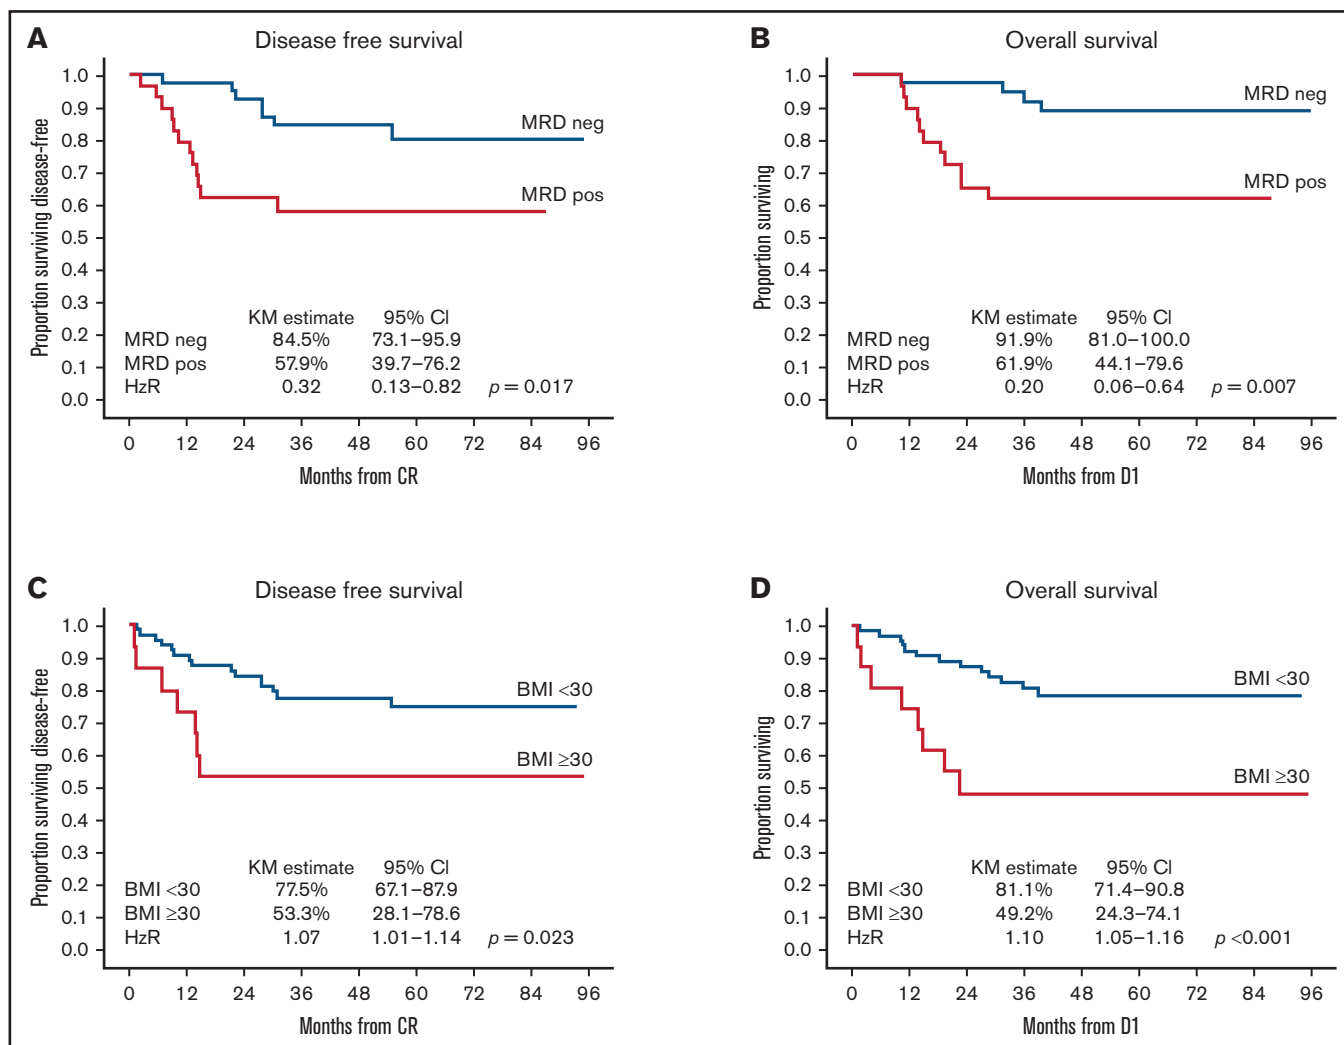 A
Disease free survival
Proportion surviving disease-free
1.0
0.9
0.8
0.7
0.6
0.5
0.4
0.3
0.2
0.1
0.0
MRD neg
MRD pos
KM estimate 95% CI
MRD neg 84.5% 73.1–95.9
MRD pos 57.9% 39.7–76.2
HzR 0.32 0.13–0.82 p = 0.017
0 12 24 36 48 60 72 84 96
Months from CR
B
Overall survival
Proportion surviving
1.0
0.9
0.8
0.7
0.6
0.5
0.4
0.3
0.2
0.1
0.0
MRD neg
MRD pos
KM estimate 95% CI
MRD neg 91.9% 81.0–100.0
MRD pos 61.9% 44.1–79.6
HzR 0.20 0.06–0.64 p = 0.007
0 12 24 36 48 60 72 84 96
Months from D1
C
Disease free survival
Proportion surviving disease-free
1.0
0.9
0.8
0.7
0.6
0.5
0.4
0.3
0.2
0.1
0.0
BMI <30
BMI ≥30
KM estimate 95% CI
BMI <30 77.5% 67.1–87.9
BMI ≥30 53.3% 28.1–78.6
HzR 1.07 1.01–1.14 p = 0.023
0 12 24 36 48 60 72 84 96
Months from CR
D
Overall survival
Proportion surviving
1.0
0.9
0.8
0.7
0.6
0.5
0.4
0.3
0.2
0.1
0.0
BMI <30
BMI ≥30
KM estimate 95% CI
BMI <30 81.1% 71.4–90.8
BMI ≥30 49.2% 24.3–74.1
HzR 1.10 1.05–1.16 p <0.001
0 12 24 36 48 60 72 84 96
Months from D1